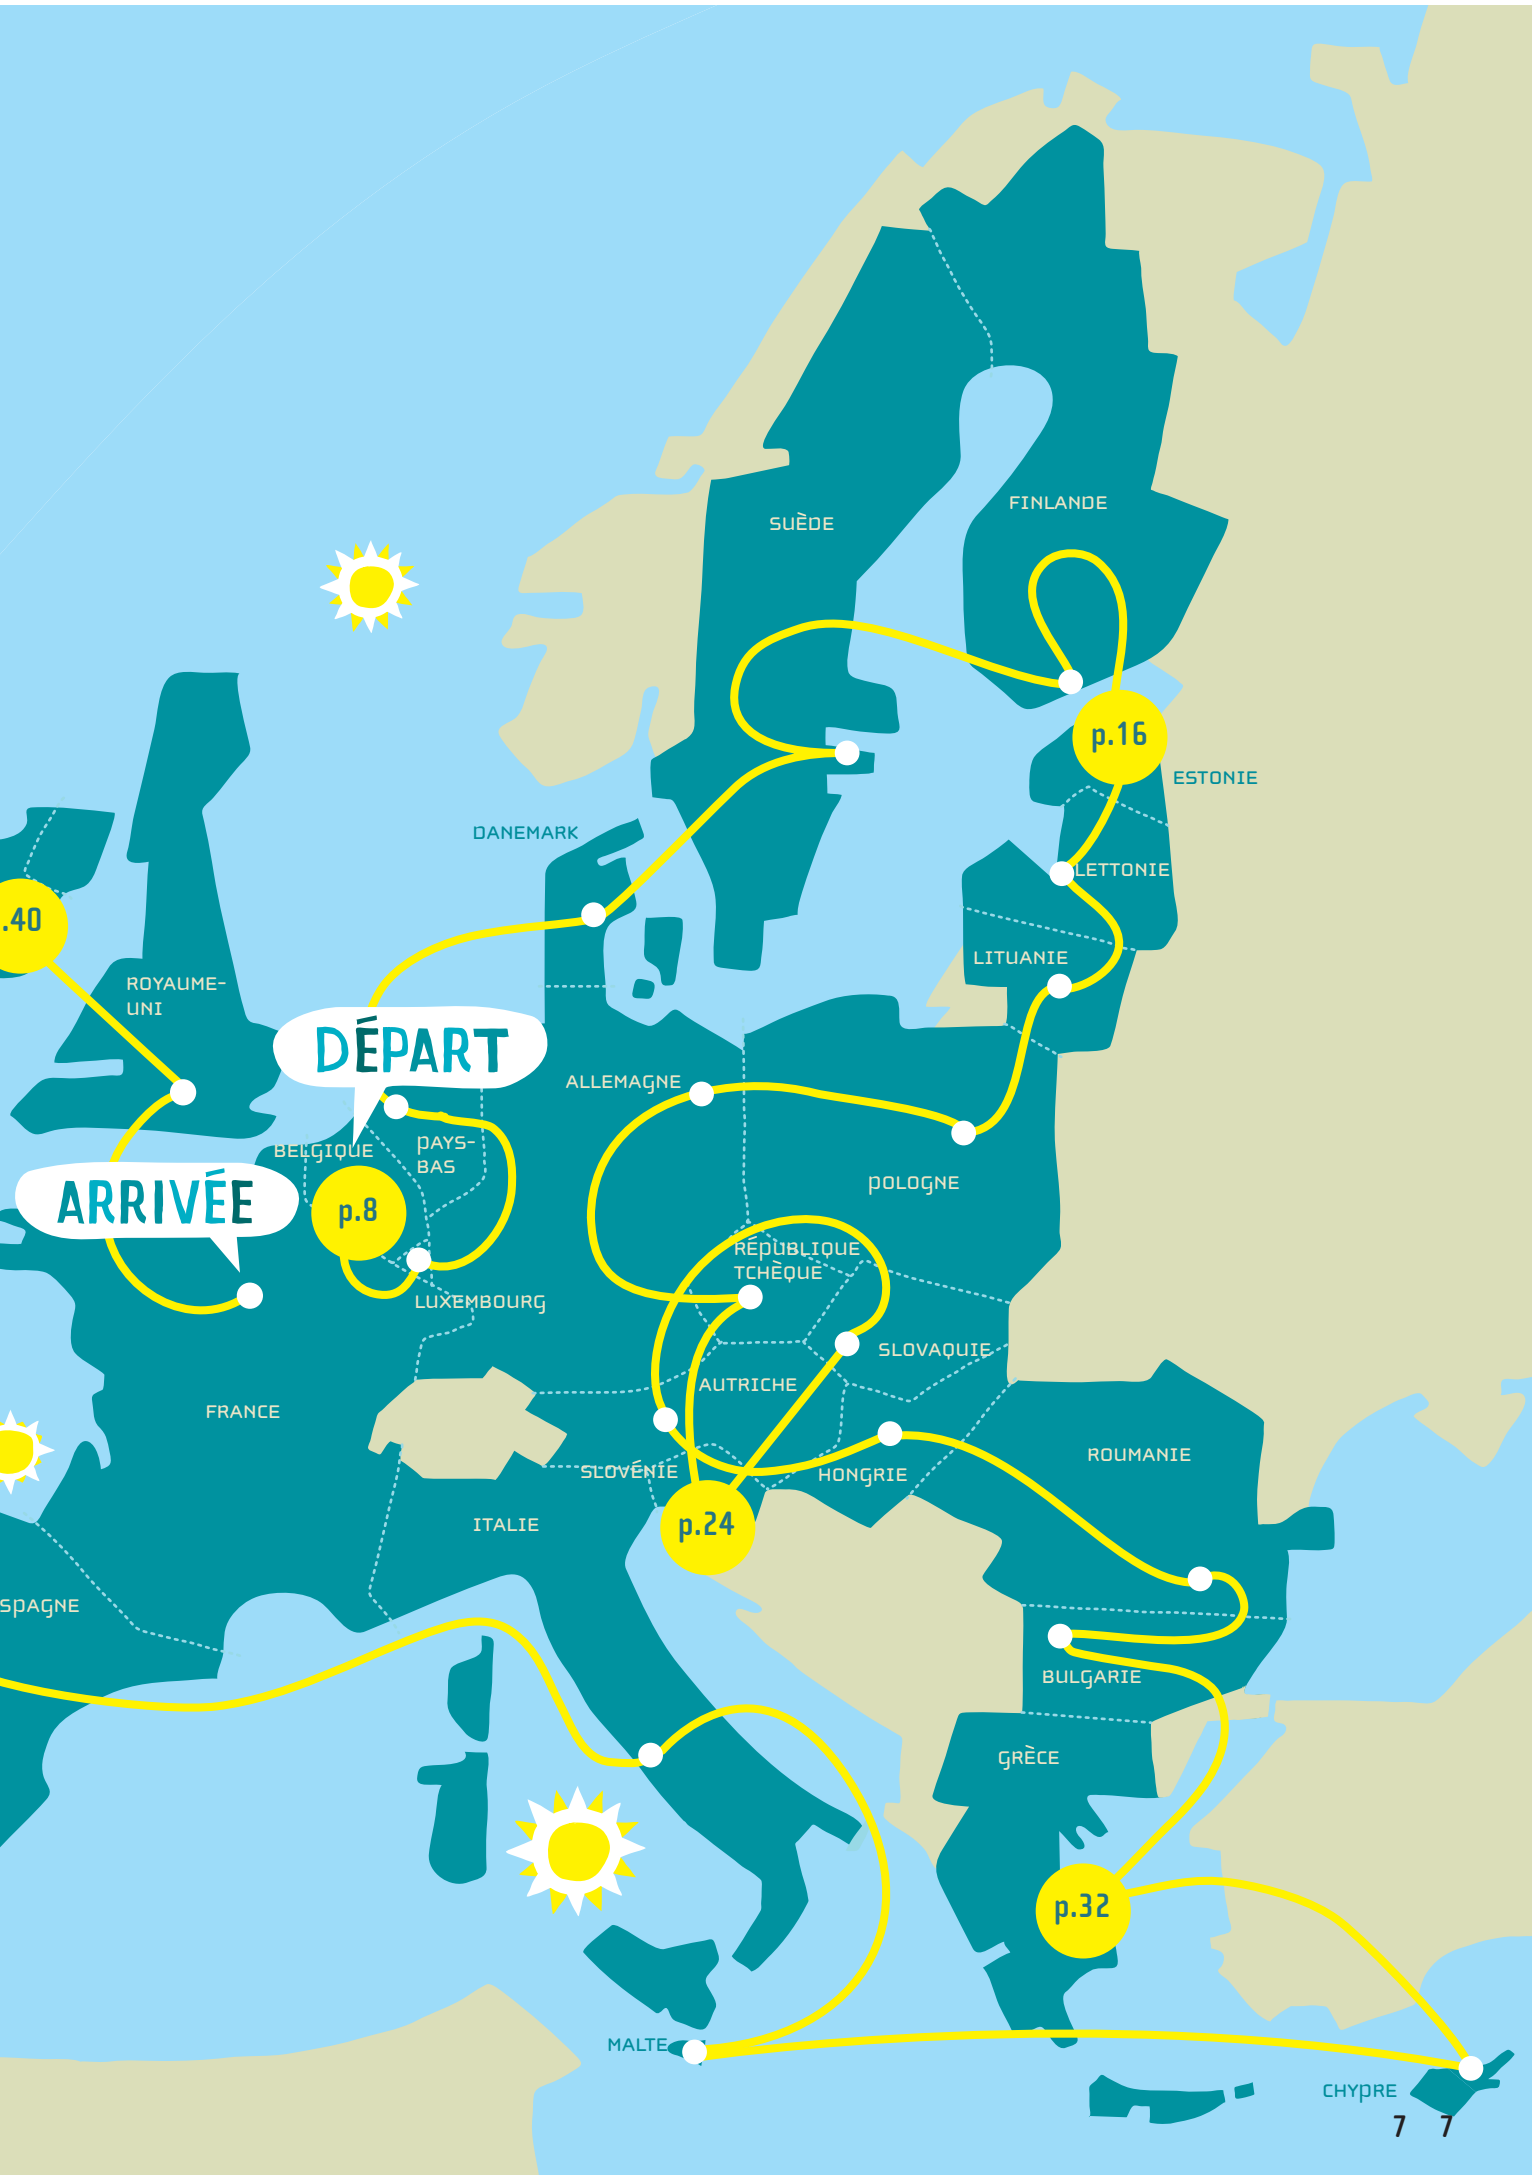 FINLANDE
SUÈDE
p.16
ESTONIE
DANEMARK
LETTONIE
.40
LITUANIE
ROYAUME-
UNI
DÉPART
ALLEMAGNE
BELGIQUE
PAYS-
BAS
POLOGNE
ARRIVÉE
p.8
RÉPUBLIQUE
TCHÈQUE
LUXEMBOURG
SLOVAQUIE
AUTRICHE
FRANCE
ROUMANIE
SLOVÉNIE
HONGRIE
ITALIE
p.24
SPAGNE
BULGARIE
GRÈCE
p.32
MALTE
CHYPRE
7 7